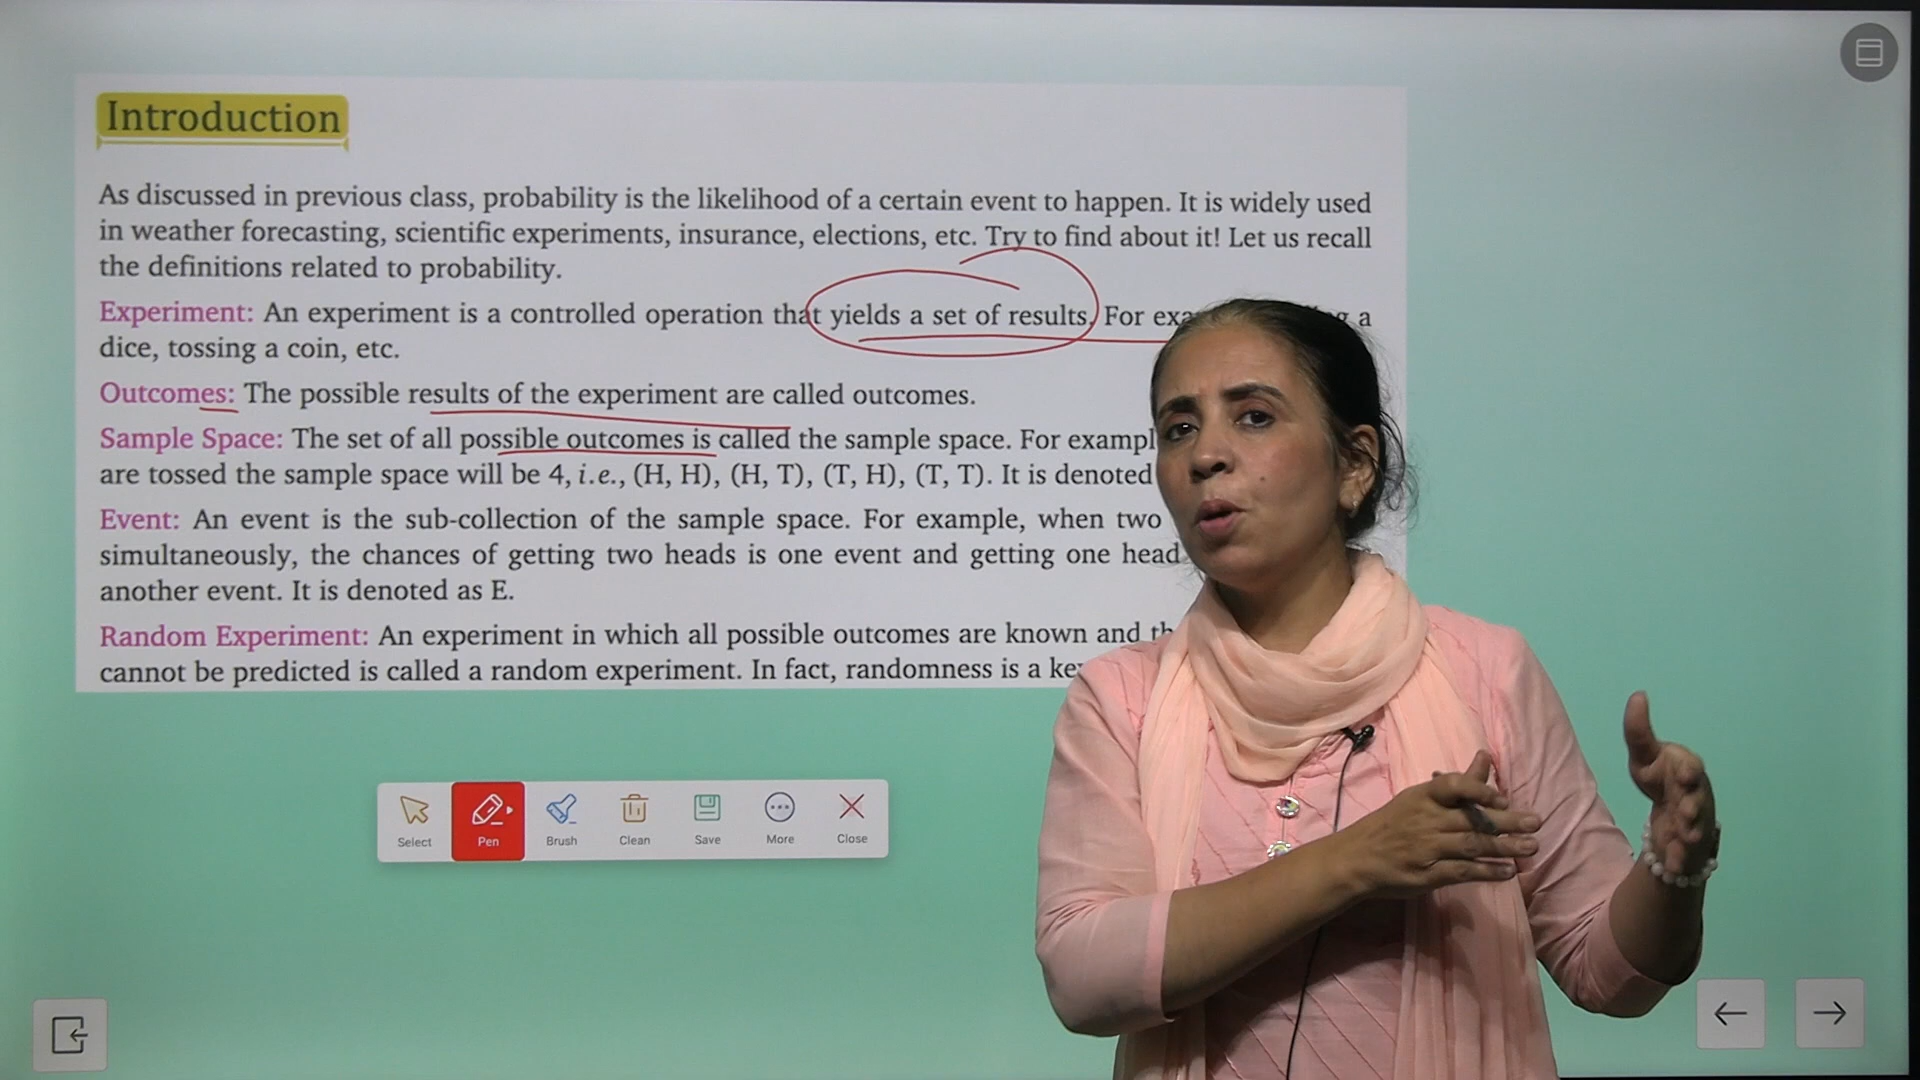 Introduction
As discussed in previous class, probability is the likelihood of a certain event to happen. It is widely used
in weather forecasting, scientific experiments, insurance, elections, etc. Try to find about it! Let us recall
the definitions related to probability.
Experiment: An experiment is a controlled operation that yields a set of results. For a
dice, tossing a coin, etc.
Outcomes: The possible results of the experiment are called outcomes.
Sample Space: The set of all possible outcomes is called the sample space. For
are tossed the sample space will be 4, i.e., (H, H), (H, T), (T, H), (T, T). It is denoted
Event: An event is the sub-collection of the sample space. For example, when two
simultaneously, the chances of getting two heads is one event and getting one head
another event. It is denoted as E.
Random Experiment: An experiment in which all possible outcomes are known and
cannot be predicted is called a random experiment. In fact, randomness is a
Select Pen Brush Clean Save More Close